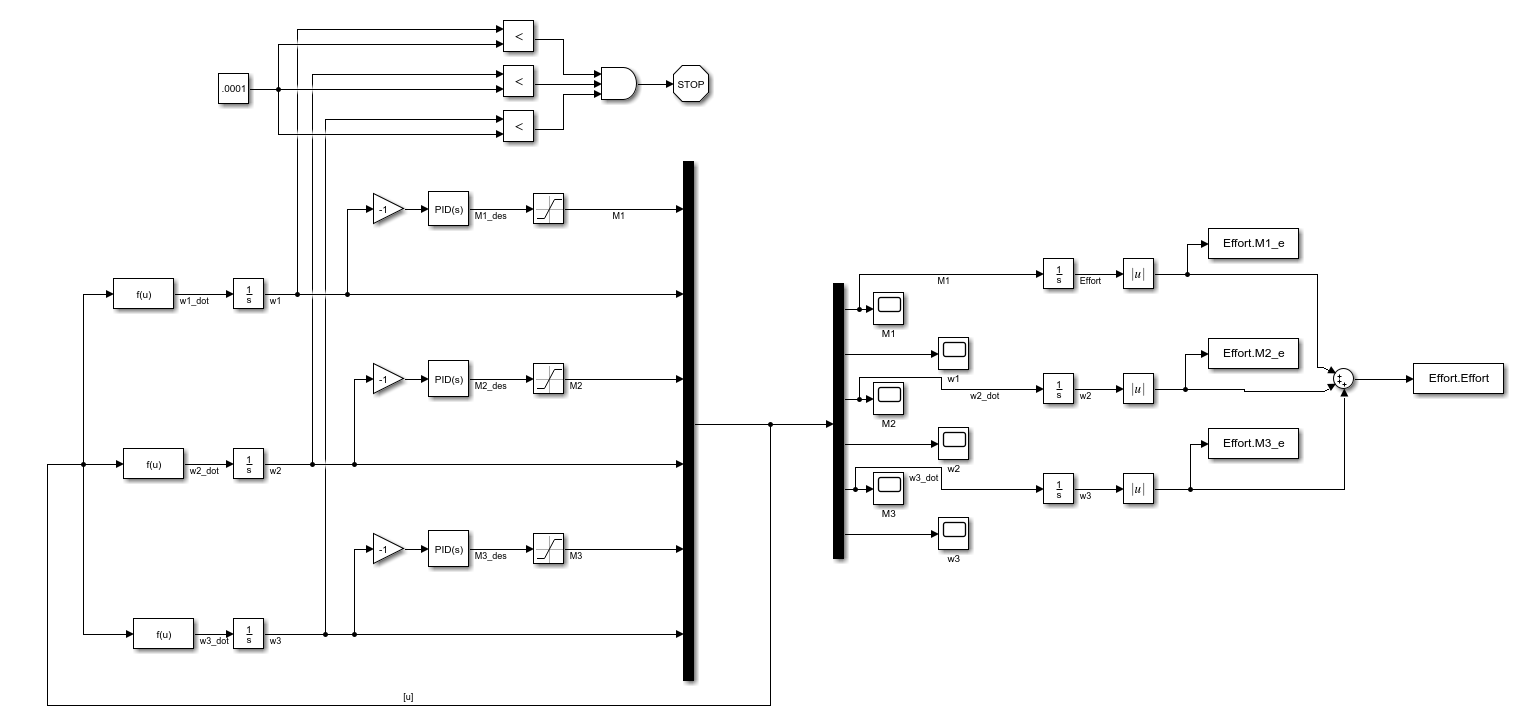 <
.0001
<
STOP
<
-1
PID(s)
M1_des
M1
f(u)
w1_dot
1
s
w1
-1
PID(s)
M2_des
M2
f(u)
w2_dot
1
s
w2
-1
PID(s)
M3_des
M3
f(u)
w3_dot
1
s
w3
[u]
M1
1
s
Effort
|u|
Effort.M1_e
M1
w1
w2_dot
1
s
w2
|u|
Effort.M2_e
M2
w2
w3_dot
1
s
w3
|u|
Effort.M3_e
M3
w3
+
+
+
Effort.Effort